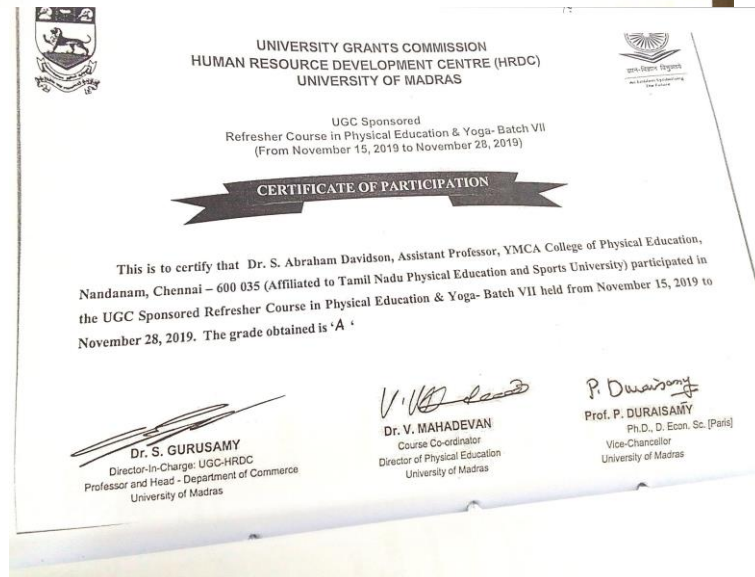 UNIVERSITY GRANTS COMMISSION
HUMAN RESOURCE DEVELOPMENT CENTRE (HRDC)
UNIVERSITY OF MADRAS
ज्ञान-विज्ञान विमुक्तये
UGC Sponsored
Refresher Course in Physical Education & Yoga- Batch VII
(From November 15, 2019 to November 28, 2019)
CERTIFICATE OF PARTICIPATION
This is to certify that Dr. S. Abraham Davidson, Assistant Professor, YMCA College of Physical Education,
Nandanam, Chennai – 600 035 (Affiliated to Tamil Nadu Physical Education and Sports University) participated in
the UGC Sponsored Refresher Course in Physical Education & Yoga- Batch VII held from November 15, 2019 to
November 28, 2019. The grade obtained is ‘A ‘
P. Duraisamy
Dr. S. GURUSAMY
Director-In-Charge: UGC-HRDC
Professor and Head - Department of Commerce
University of Madras
Dr. V. MAHADEVAN
Course Co-ordinator
Director of Physical Education
University of Madras
Prof. P. DURAISAMY
Ph.D., D. Econ. Sc. [Paris]
Vice-Chancellor
University of Madras